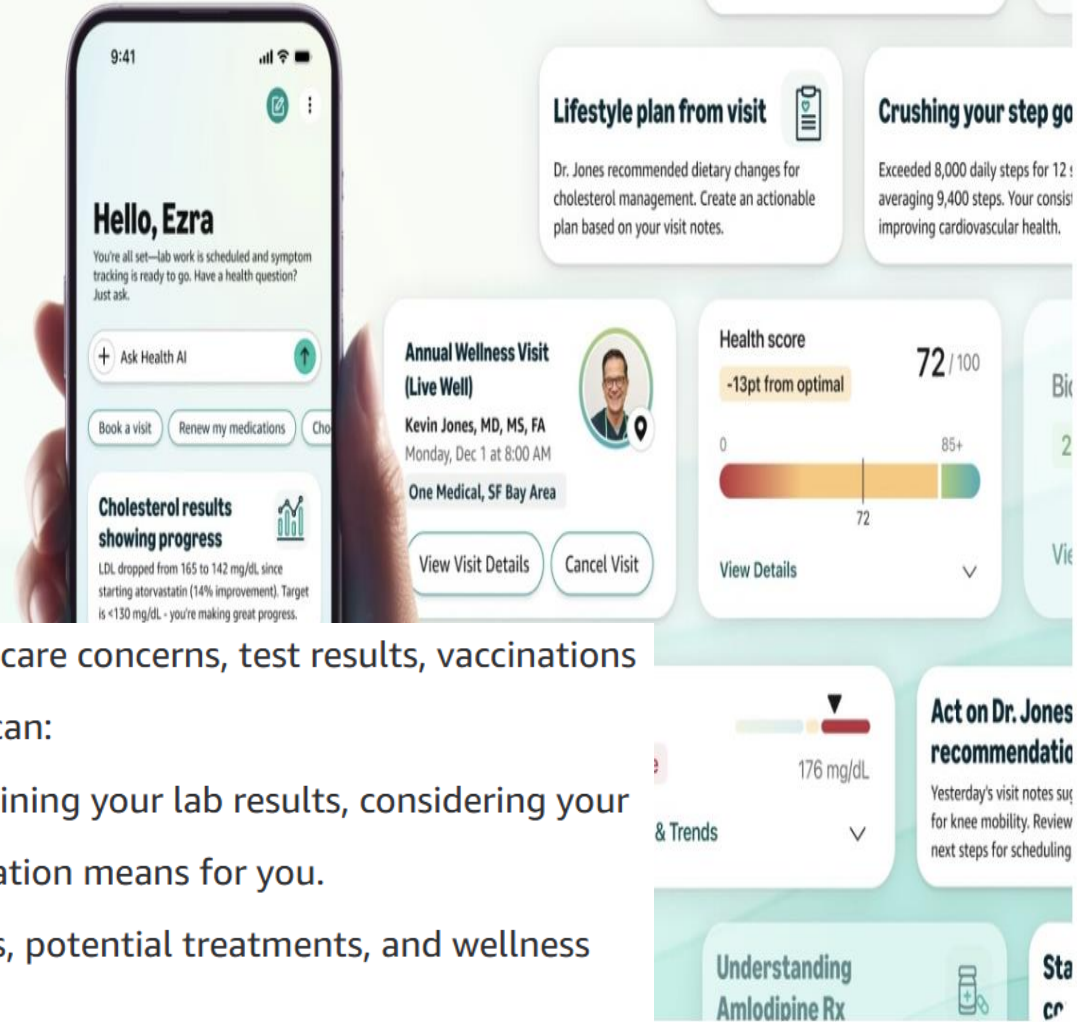 9:41
Hello, Ezra
You're all set—lab work is scheduled and symptom
tracking is ready to go. Have a health question?
Just ask.
Ask Health AI
Book a visit
Renew my medications
Cho
Cholesterol results
showing progress
LDL dropped from 165 to 142 mg/dL since
starting atorvastatin (14% improvement). Target
is <130 mg/dL - you're making great progress.
Lifestyle plan from visit
Dr. Jones recommended dietary changes for
cholesterol management. Create an actionable
plan based on your visit notes.
Crushing your step go
Exceeded 8,000 daily steps for 12 s
averaging 9,400 steps. Your consist
improving cardiovascular health.
Annual Wellness Visit
(Live Well)
Kevin Jones, MD, MS, FA
Monday, Dec 1 at 8:00 AM
One Medical, SF Bay Area
View Visit Details
Cancel Visit
Health score
72/100
-13pt from optimal
0
85+
72
View Details
Bio
2
Vie
care concerns, test results, vaccinations
can:
ining your lab results, considering your
ation means for you.
s, potential treatments, and wellness
176 mg/dL
& Trends
Act on Dr. Jones
recommendatio
Yesterday's visit notes sug
for knee mobility. Review
next steps for scheduling
Understanding
Amlodipine Rx
Sta
co